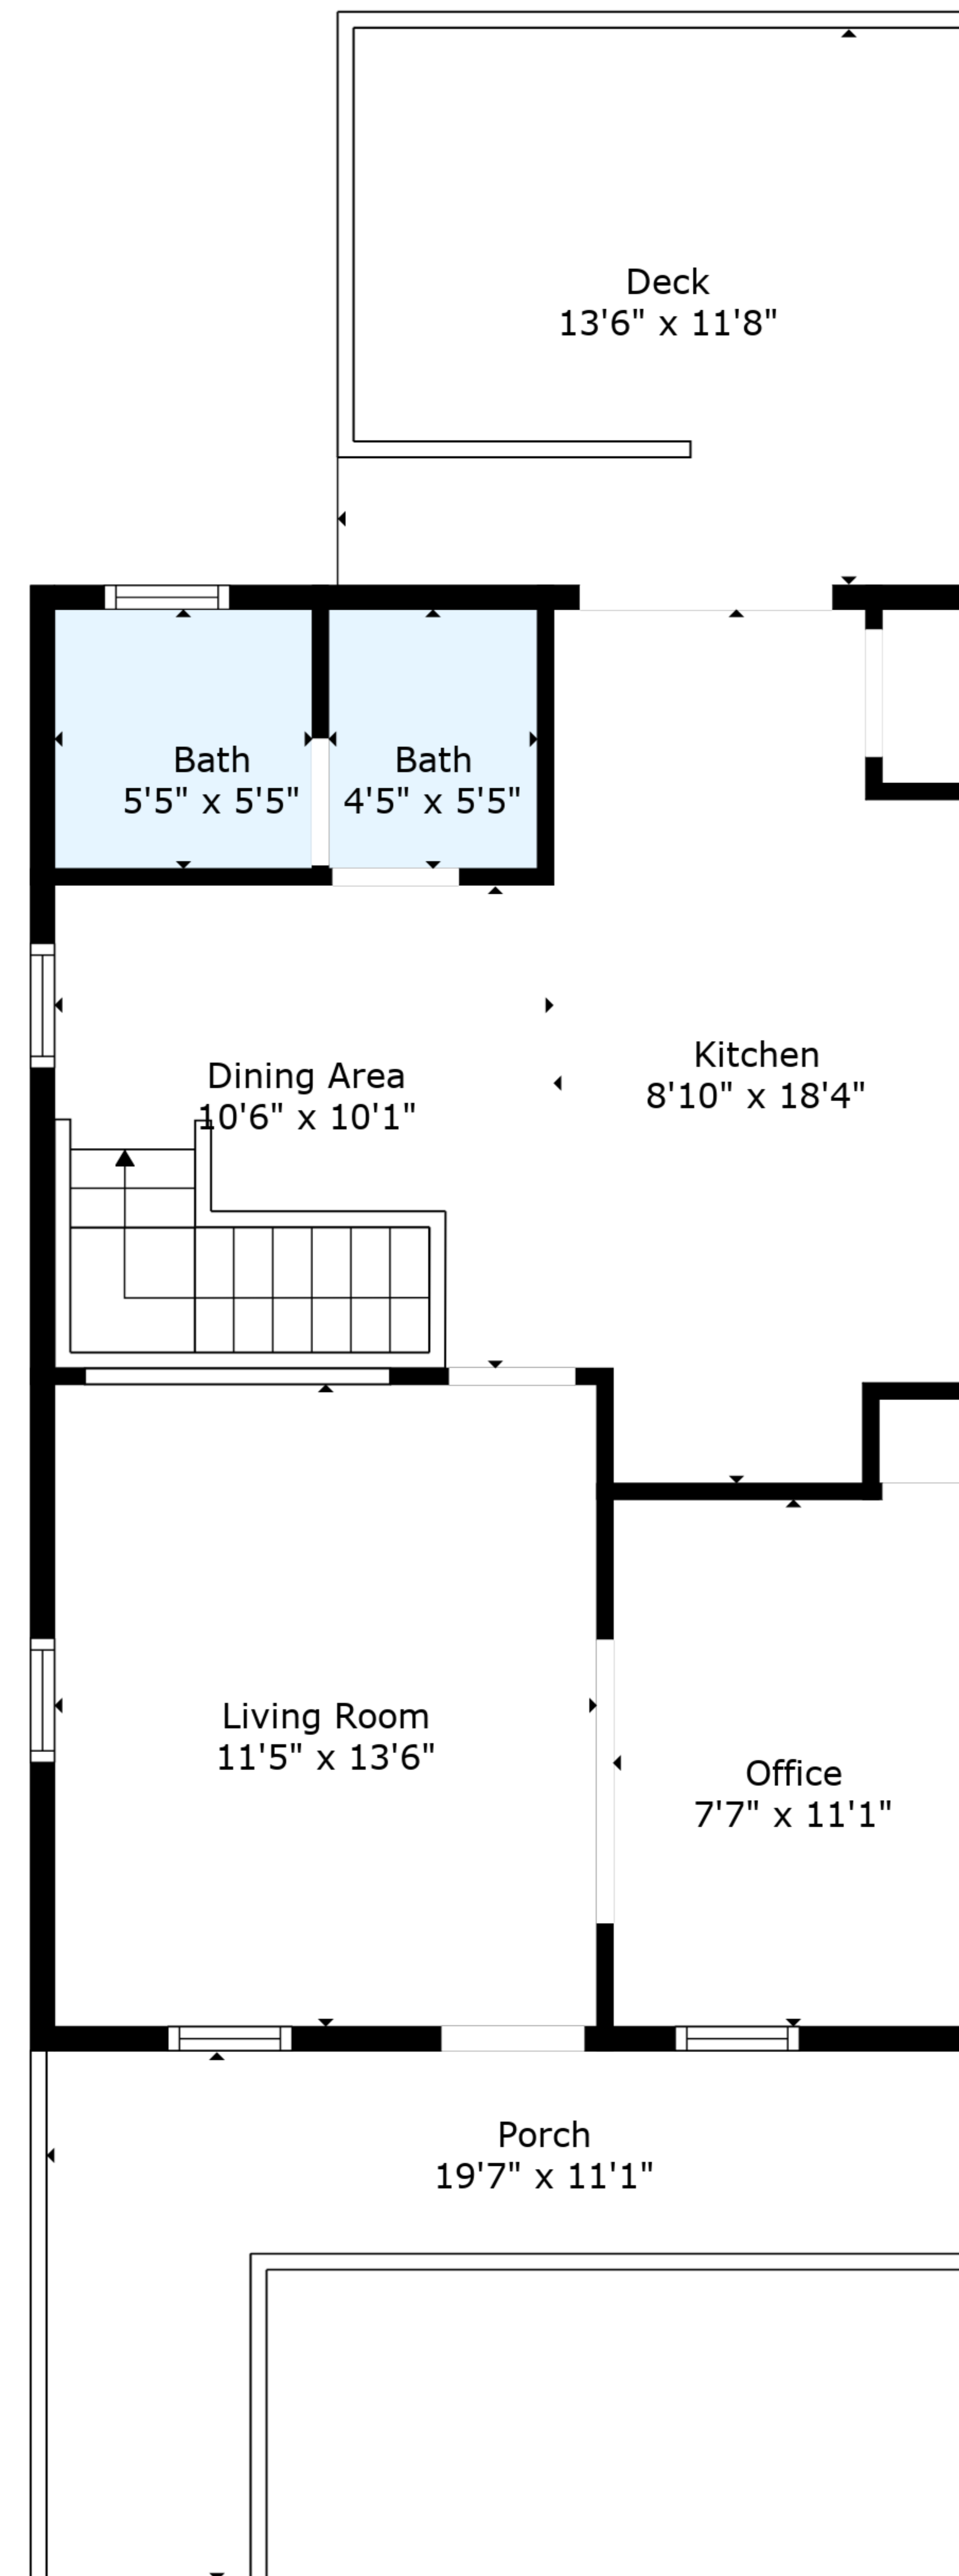 Deck
13'6" x 11'8"
Bath
5'5" x 5'5"
Bath
4'5" x 5'5"
Dining Area
10'6" x 10'1"
Kitchen
8'10" x 18'4"
Living Room
11'5" x 13'6"
Office
7'7" x 11'1"
Porch
19'7" x 11'1"